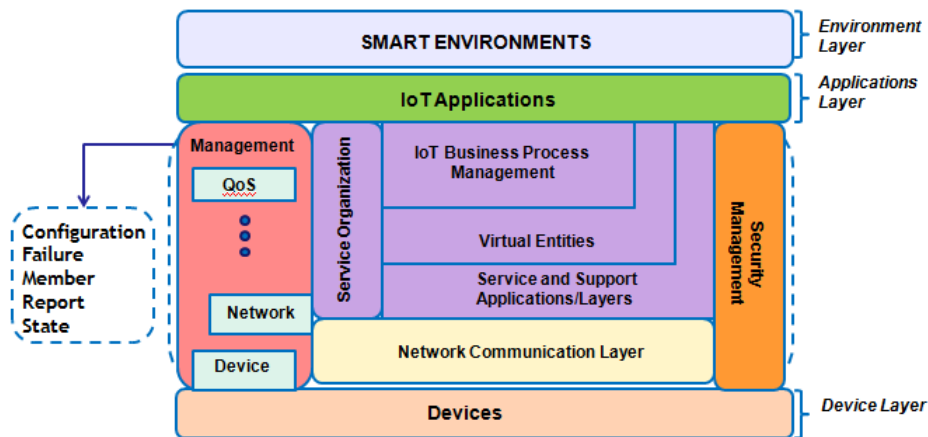 SMART ENVIRONMENTS
Environment
Layer
IoT Applications
Applications
Layer
Management
QoS
Network
Device
Configuration
Failure
Member
Report
State
Service Organization
IoT Business Process
Management
Virtual Entities
Service and Support
Applications/Layers
Network Communication Layer
Security
Management
Devices
Device Layer